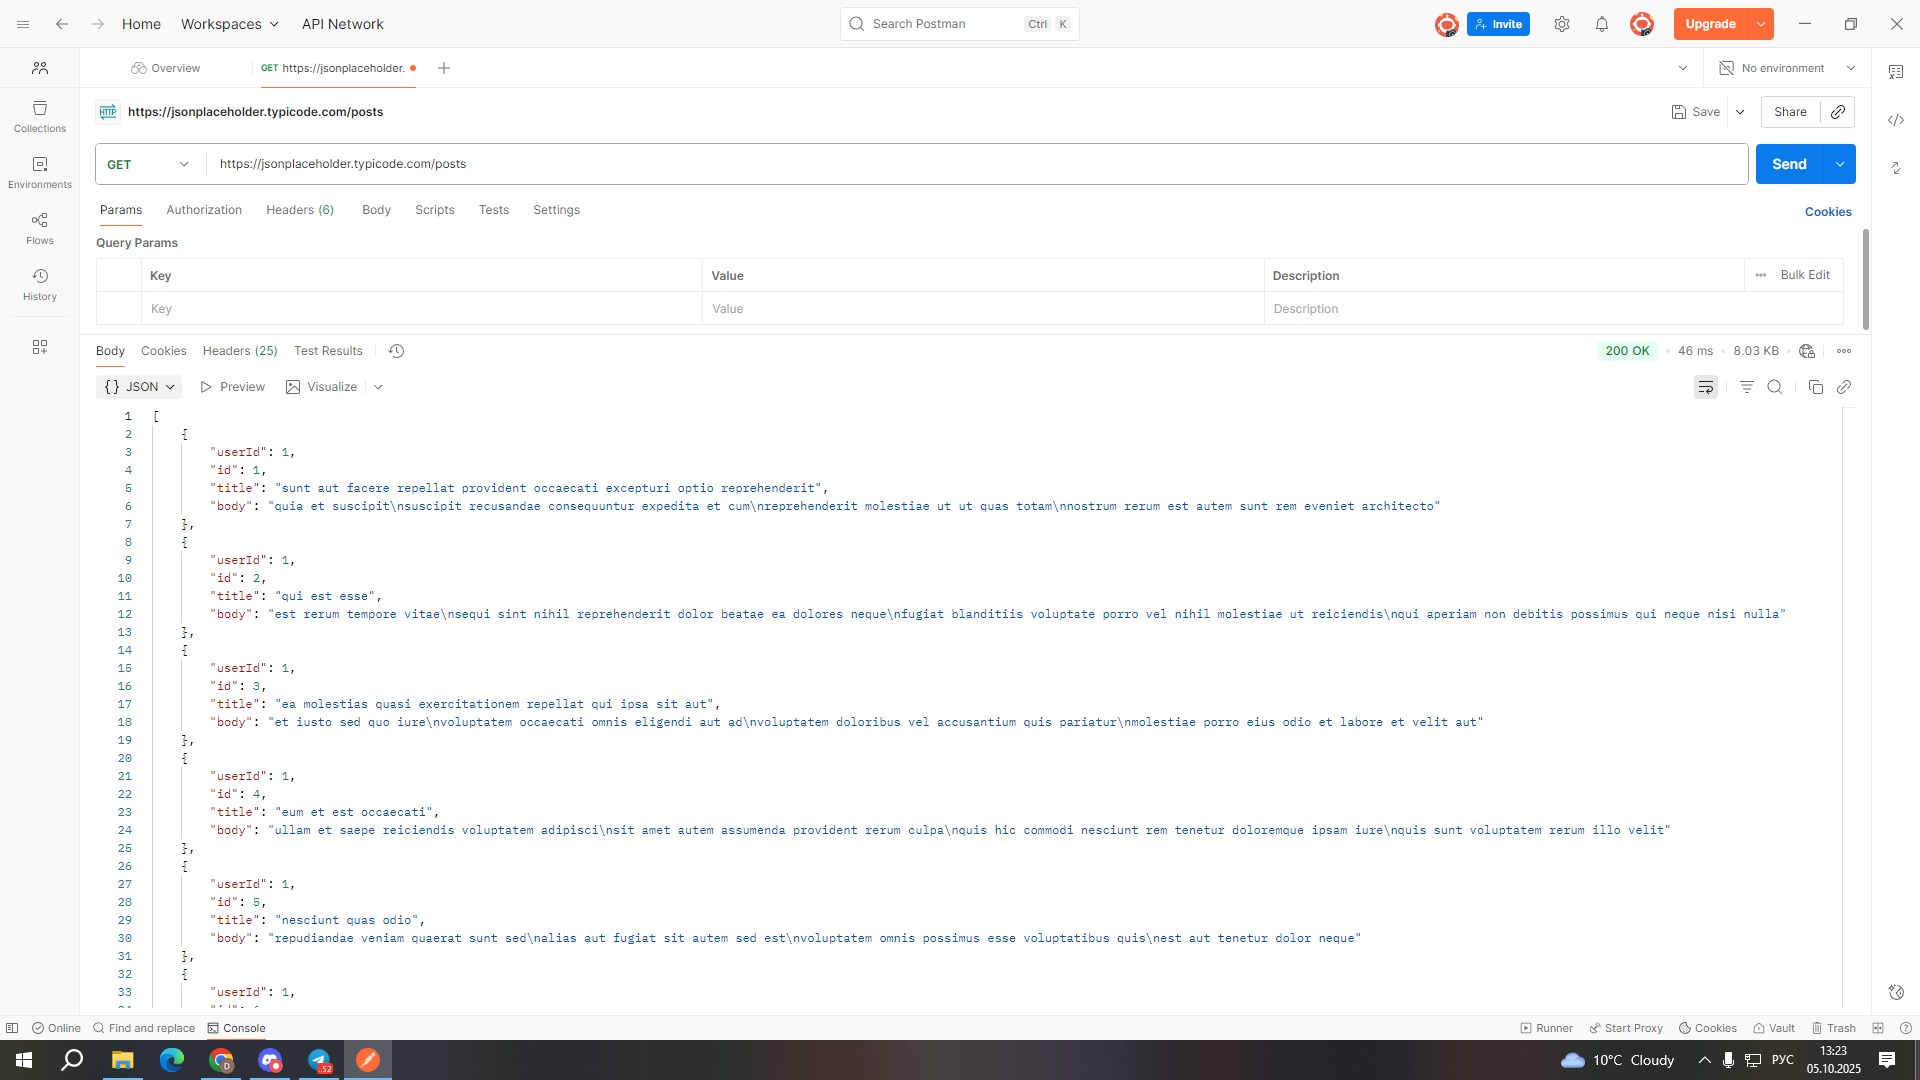 Home Workspaces API Network Search Postman Ctrl K Invite Upgrade
Overview GET https://jsonplaceholder. No environment
Collections
Environments
Flows
History
HTTP https://jsonplaceholder.typicode.com/posts Save Share
GET https://jsonplaceholder.typicode.com/posts Send
Params Authorization Headers (6) Body Scripts Tests Settings Cookies
Query Params
Key Value Description Bulk Edit
Key Value Description
Body Cookies Headers (25) Test Results 200 OK 46 ms 8.03 KB
{} JSON Preview Visualize
1 [
2 {
3 "userId": 1,
4 "id": 1,
5 "title": "sunt aut facere repellat provident occaecati excepturi optio reprehenderit",
6 "body": "quia et suscipit\nsuscipit recusandae consequuntur expedita et cum\nreprehenderit molestiae ut ut quas totam\nnostrum rerum est autem sunt rem eveniet architecto"
7 },
8 {
9 "userId": 1,
10 "id": 2,
11 "title": "qui est esse",
12 "body": "est rerum tempore vitae\nsequi sint nihil reprehenderit dolor beatae ea dolores neque\nfugiat blanditiis voluptate porro vel nihil molestiae ut reiciendis\nqui aperiam non debitis possimus qui neque nisi nulla"
13 },
14 {
15 "userId": 1,
16 "id": 3,
17 "title": "ea molestias quasi exercitationem repellat qui ipsa sit aut",
18 "body": "et iusto sed quo iure\nvoluptatem occaecati omnis eligendi aut ad\nvoluptatem doloribus vel accusantium quis pariatur\nmolestiae porro eius odio et labore et velit aut"
19 },
20 {
21 "userId": 1,
22 "id": 4,
23 "title": "eum et est occaecati",
24 "body": "ullam et saepe reiciendis voluptatem adipisci\nsit amet autem assumenda provident rerum culpa\nquis hic commodi nesciunt rem tenetur doloremque ipsam iure\nquis sunt voluptatem rerum illo velit"
25 },
26 {
27 "userId": 1,
28 "id": 5,
29 "title": "nesciunt quas odio",
30 "body": "repudiandae veniam quaerat sunt sed\nalias aut fugiat sit autem sed est\nvoluptatem omnis possimus esse voluptatibus quis\nest aut tenetur dolor neque"
31 },
32 {
33 "userId": 1,
Online Find and replace Console Runner Start Proxy Cookies Vault Trash
52 10°C Cloudy РУС 13:23
05.10.2025